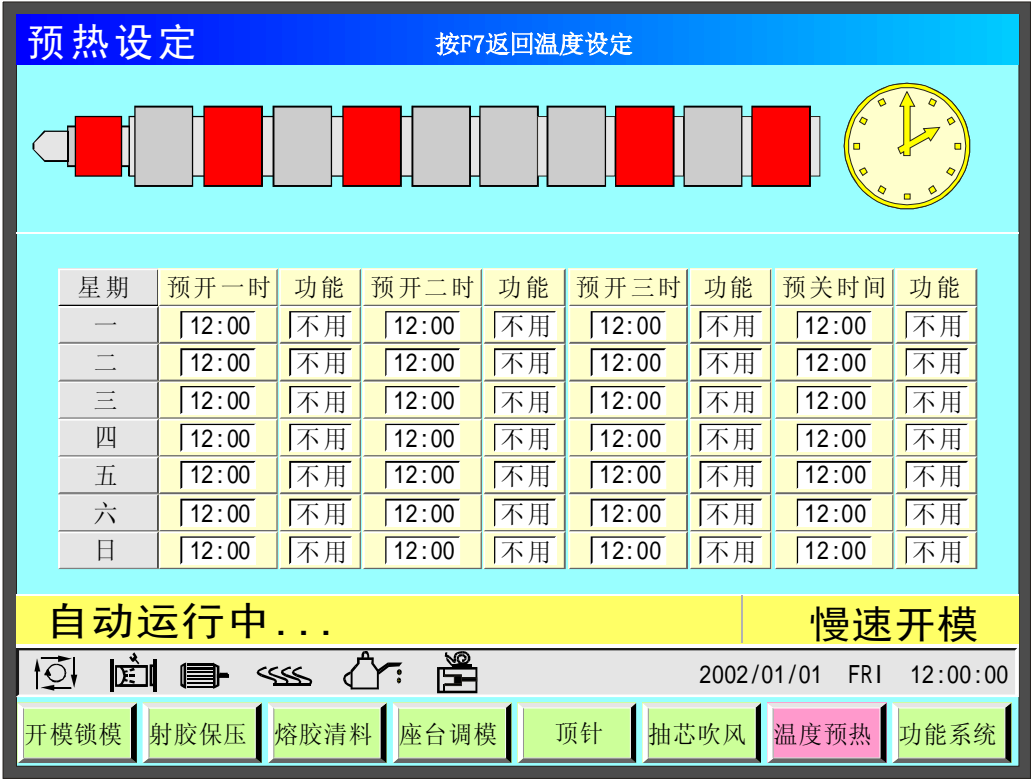 预热设定 按F7返回温度设定
星期 预开一时 功能 预开二时 功能 预开三时 功能 预关时间 功能
一 12:00 不用 12:00 不用 12:00 不用 12:00 不用
二 12:00 不用 12:00 不用 12:00 不用 12:00 不用
三 12:00 不用 12:00 不用 12:00 不用 12:00 不用
四 12:00 不用 12:00 不用 12:00 不用 12:00 不用
五 12:00 不用 12:00 不用 12:00 不用 12:00 不用
六 12:00 不用 12:00 不用 12:00 不用 12:00 不用
日 12:00 不用 12:00 不用 12:00 不用 12:00 不用
自动运行中... 慢速开模
2002/01/01 FRI 12:00:00
开模锁模 射胶保压 熔胶清料 座台调模 顶针 抽芯吹风 温度预热 功能系统